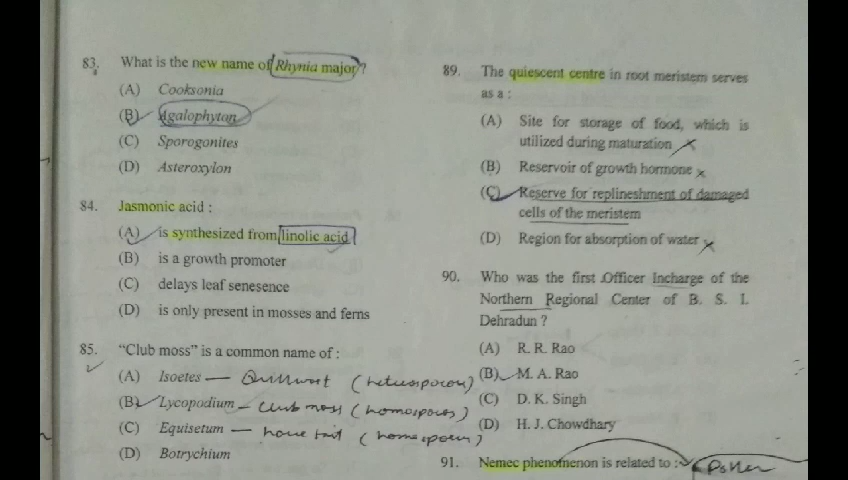 83. What is the new name of Rhynia major?
(A) Cooksonia
(B) Agalophyton
(C) Sporogonites
(D) Asteroxylon
84. Jasmonic acid :
(A) is synthesized from linolic acid
(B) is a growth promoter
(C) delays leaf senesence
(D) is only present in mosses and ferns
85. “Club moss” is a common name of :
(A) Isoetes — Quillwort (heterosporous)
(B) Lycopodium – club moss (homosporous)
(C) Equisetum — horse tail (homosporous)
(D) Botrychium
89. The quiescent centre in root meristem serves
as a :
(A) Site for storage of food, which is
utilized during maturation
(B) Reservoir of growth hormone
(C) Reserve for replineshment of damaged
cells of the meristem
(D) Region for absorption of water
90. Who was the first Officer Incharge of the
Northern Regional Center of B. S. I.
Dehradun ?
(A) R. R. Rao
(B) M. A. Rao
(C) D. K. Singh
(D) H. J. Chowdhary
91. Nemec phenomenon is related to :